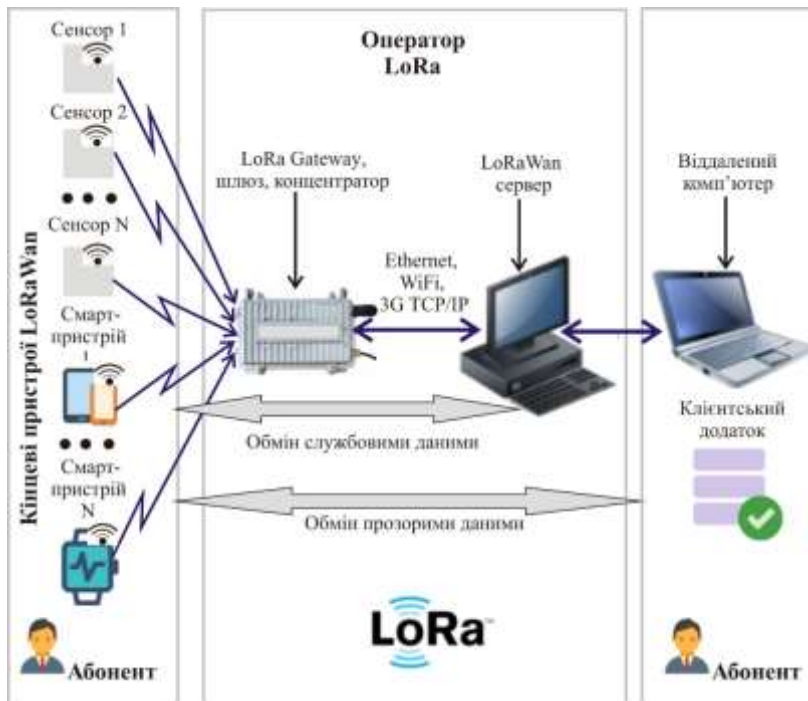 Сенсор 1
Сенсор 2
Сенсор N
Смарт-
пристрій
1
Смарт-
пристрій
N
Кінцеві пристрої LoRaWan
Абонент
Оператор
LoRa
LoRa Gateway,
шлюз, концентратор
Ethernet,
WiFi,
3G TCP/IP
LoRaWan
сервер
Обмін службовими даними
Обмін прозорими даними
LoRa™
Віддалений
комп’ютер
Клієнтський
додаток
Абонент